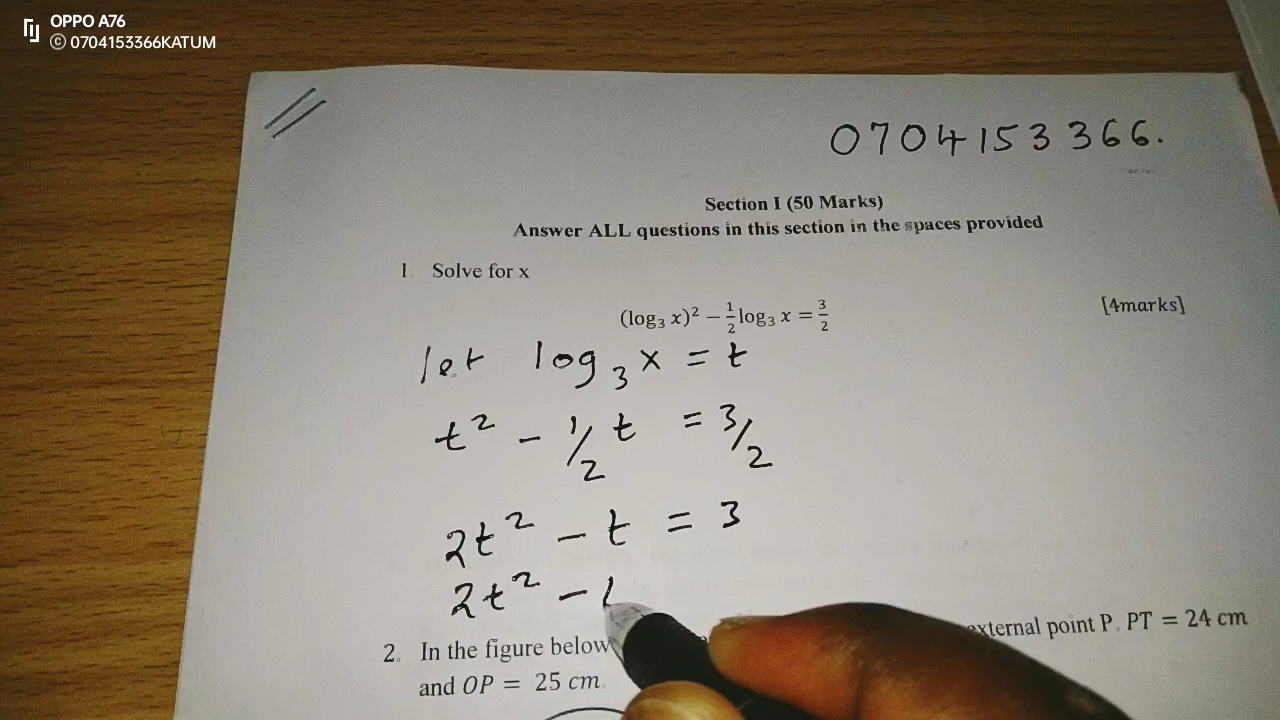 OPPO A76
© 0704153366KATUM
0704153366.
Section I (50 Marks)
Answer ALL questions in this section in the spaces provided
1. Solve for x
(log₃ x)² − ½ log₃ x = 3/2 [4marks]
let log₃ x = t
t² − 1/2 t = 3/2
2t² − t = 3
2t² −
2. In the figure below external point P. PT = 24 cm
and OP = 25 cm.